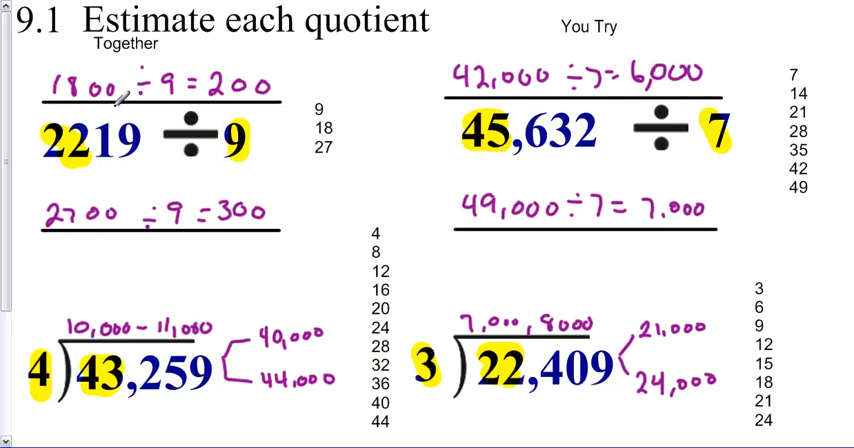 9.1 Estimate each quotient
Together
You Try
1800 ÷ 9 = 200
2219 ÷ 9
9
18
27
2700 ÷ 9 = 300
42,000 ÷ 7 = 6,000
45,632 ÷ 7
7
14
21
28
35
42
49
49,000 ÷ 7 = 7.000
10,000 - 11,000
4 ) 43,259
40,000
44,000
4
8
12
16
20
24
28
32
36
40
44
7,000, 8000
3 ) 22,409
21,000
24,000
3
6
9
12
15
18
21
24